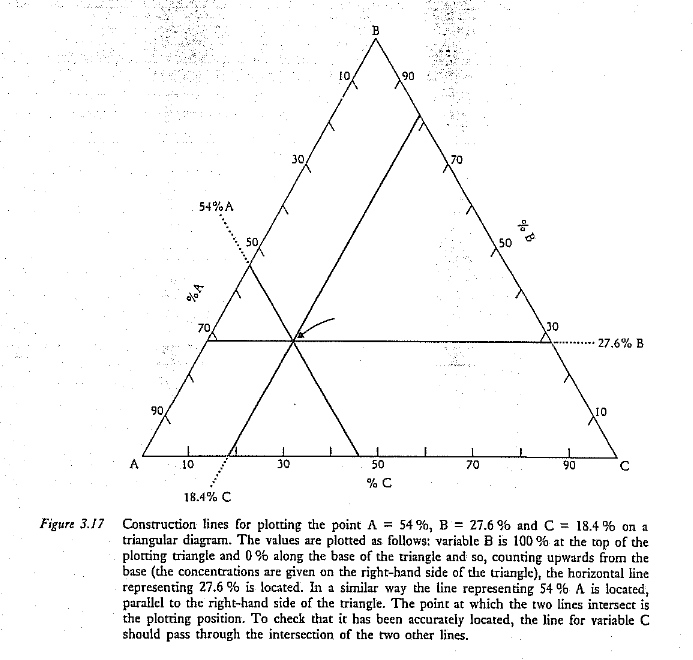 B
10 90
30 70
54% A
50 50
% B
% A
70 30
27.6% B
90 10
A 10 30 50 70 90 C
% C
18.4% C
Figure 3.17 Construction lines for plotting the point A = 54 %, B = 27.6 % and C = 18.4 % on a
triangular diagram. The values are plotted as follows: variable B is 100 % at the top of the
plotting triangle and 0 % along the base of the triangle and so, counting upwards from the
base (the concentrations are given on the right-hand side of the triangle), the horizontal line
representing 27.6 % is located. In a similar way the line representing 54 % A is located,
parallel to the right-hand side of the triangle. The point at which the two lines intersect is
the plotting position. To check that it has been accurately located, the line for variable C
should pass through the intersection of the two other lines.